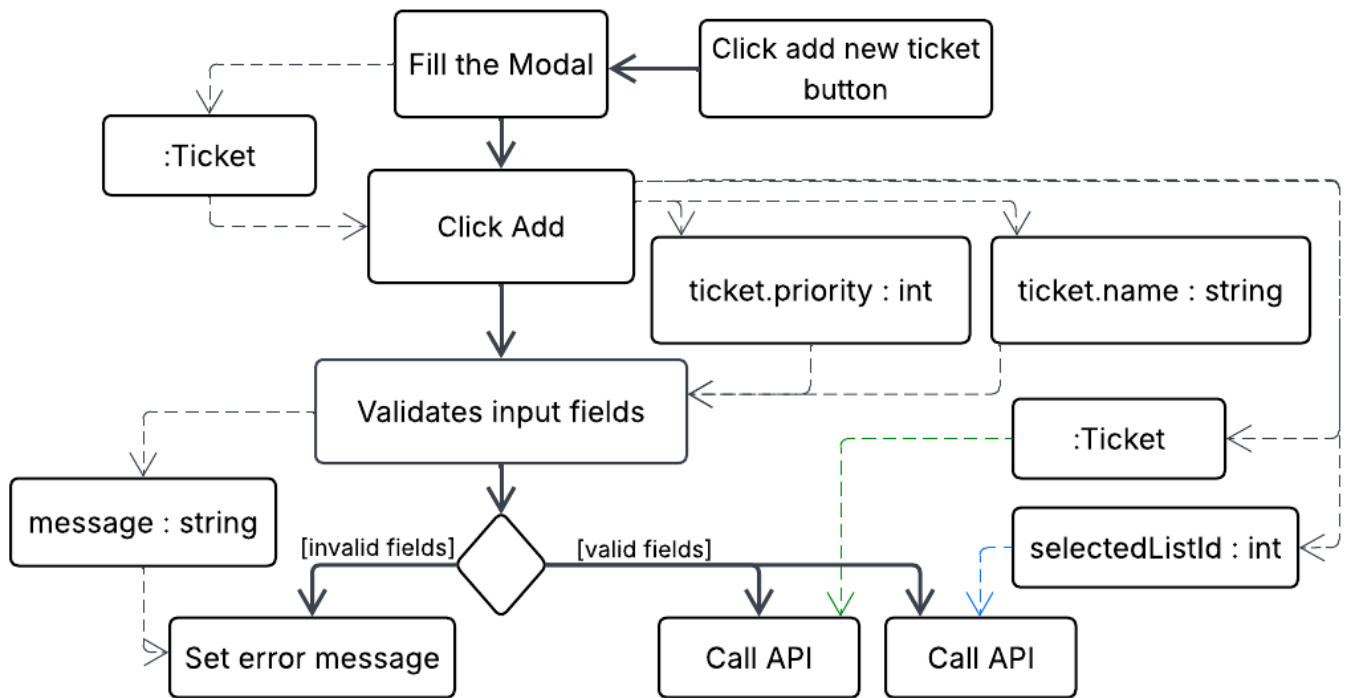 Click add new ticket
button
Fill the Modal
:Ticket
Click Add
ticket.priority : int
ticket.name : string
Validates input fields
:Ticket
message : string
selectedListId : int
[invalid fields]
[valid fields]
Set error message
Call API
Call API